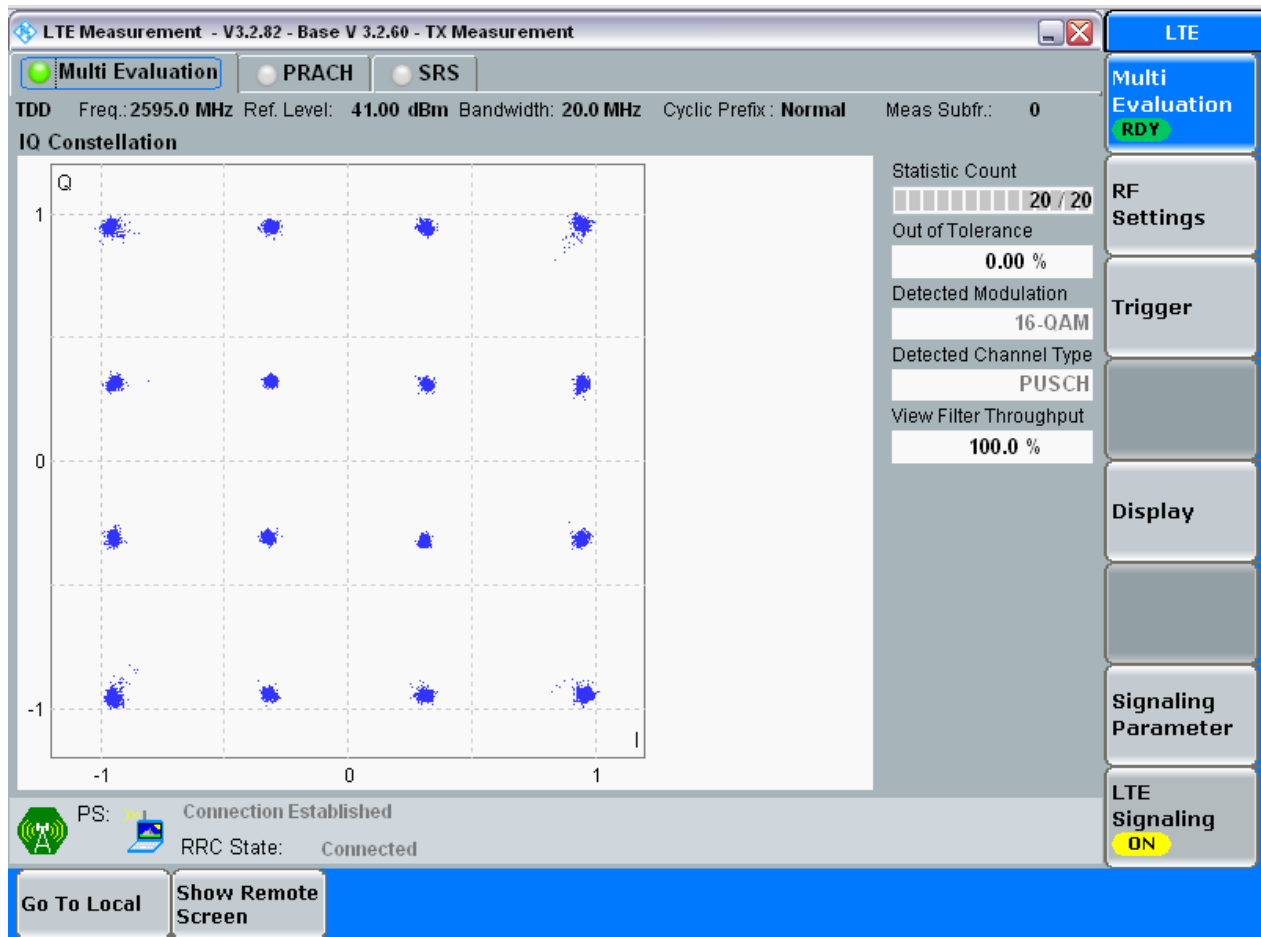 LTE Measurement - V3.2.82 - Base V 3.2.60 - TX Measurement
LTE
Multi Evaluation PRACH SRS
TDD Freq.: 2595.0 MHz Ref. Level: 41.00 dBm Bandwidth: 20.0 MHz Cyclic Prefix : Normal Meas Subfr.: 0
IQ Constellation
Q
1
0
-1
I
-1 0 1
Statistic Count
20 / 20
Out of Tolerance
0.00 %
Detected Modulation
16-QAM
Detected Channel Type
PUSCH
View Filter Throughput
100.0 %
Multi
Evaluation
RDY
RF
Settings
Trigger
Display
Signaling
Parameter
LTE
Signaling
ON
PS: Connection Established
RRC State: Connected
Go To Local
Show Remote
Screen